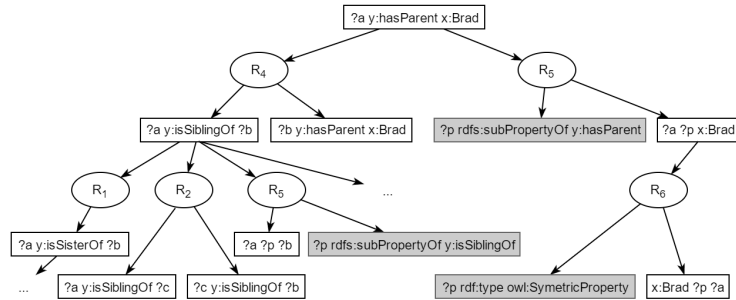 ?a y:hasParent x:Brad
R4
R5
?a y:isSiblingOf ?b
?b y:hasParent x:Brad
?p rdfs:subPropertyOf y:hasParent
?a ?p x:Brad
R1
R2
R5
...
R6
?a y:isSisterOf ?b
?a ?p ?b
?p rdfs:subPropertyOf y:isSiblingOf
...
?a y:isSiblingOf ?c
?c y:isSiblingOf ?b
?p rdf:type owl:SymetricProperty
x:Brad ?p ?a